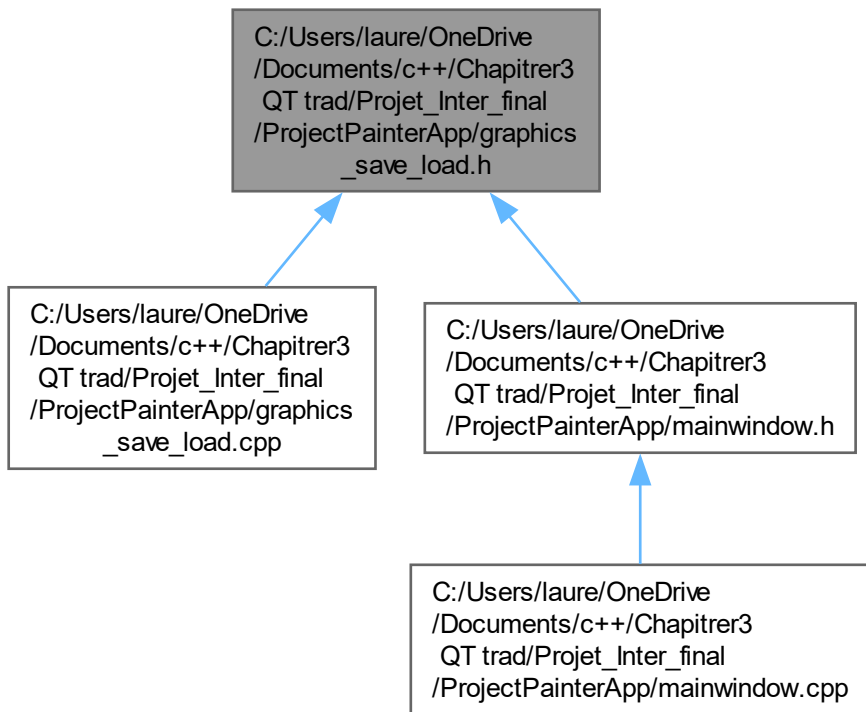 C:/Users/laure/OneDrive
/Documents/c++/Chapitrer3
QT trad/Projet_Inter_final
/ProjectPainterApp/graphics
_save_load.h
C:/Users/laure/OneDrive
/Documents/c++/Chapitrer3
QT trad/Projet_Inter_final
/ProjectPainterApp/graphics
_save_load.cpp
C:/Users/laure/OneDrive
/Documents/c++/Chapitrer3
QT trad/Projet_Inter_final
/ProjectPainterApp/mainwindow.h
C:/Users/laure/OneDrive
/Documents/c++/Chapitrer3
QT trad/Projet_Inter_final
/ProjectPainterApp/mainwindow.cpp